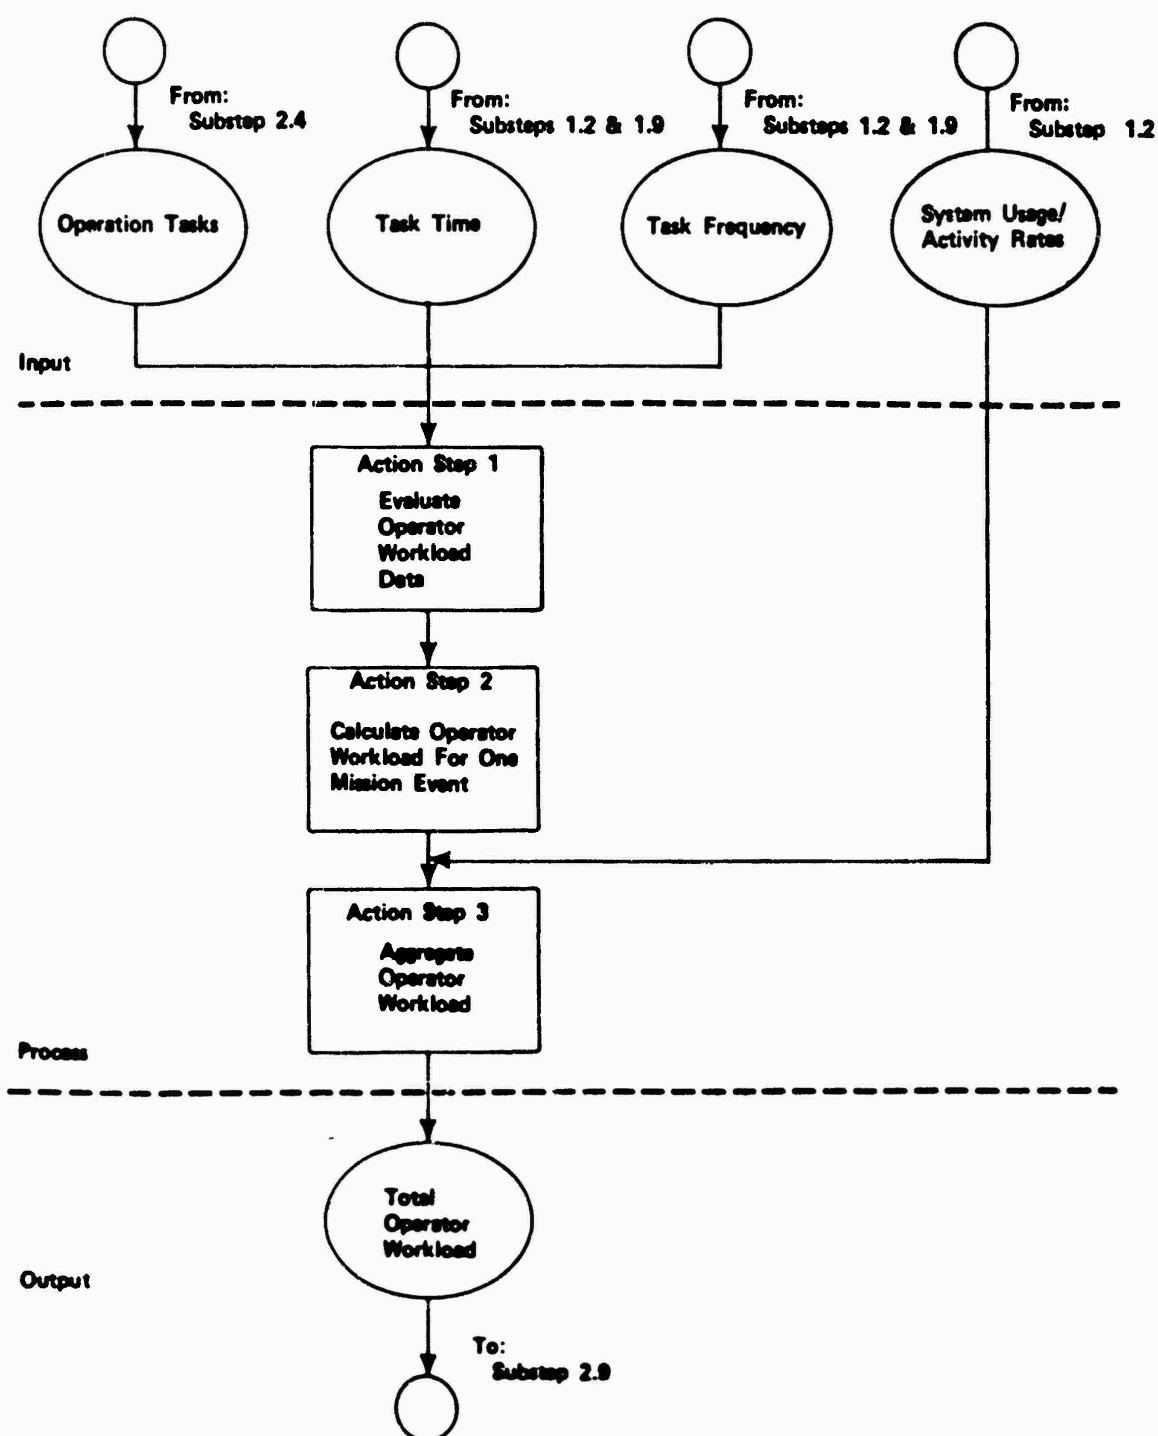 From:
Substep 2.4
From:
Substeps 1.2 & 1.9
From:
Substeps 1.2 & 1.9
From:
Substep 1.2
Operation Tasks
Task Time
Task Frequency
System Usage/
Activity Rates
Input
Action Step 1
Evaluate
Operator
Workload
Data
Action Step 2
Calculate Operator
Workload For One
Mission Event
Action Step 3
Aggregate
Operator
Workload
Process
Total
Operator
Workload
Output
To:
Substep 2.9